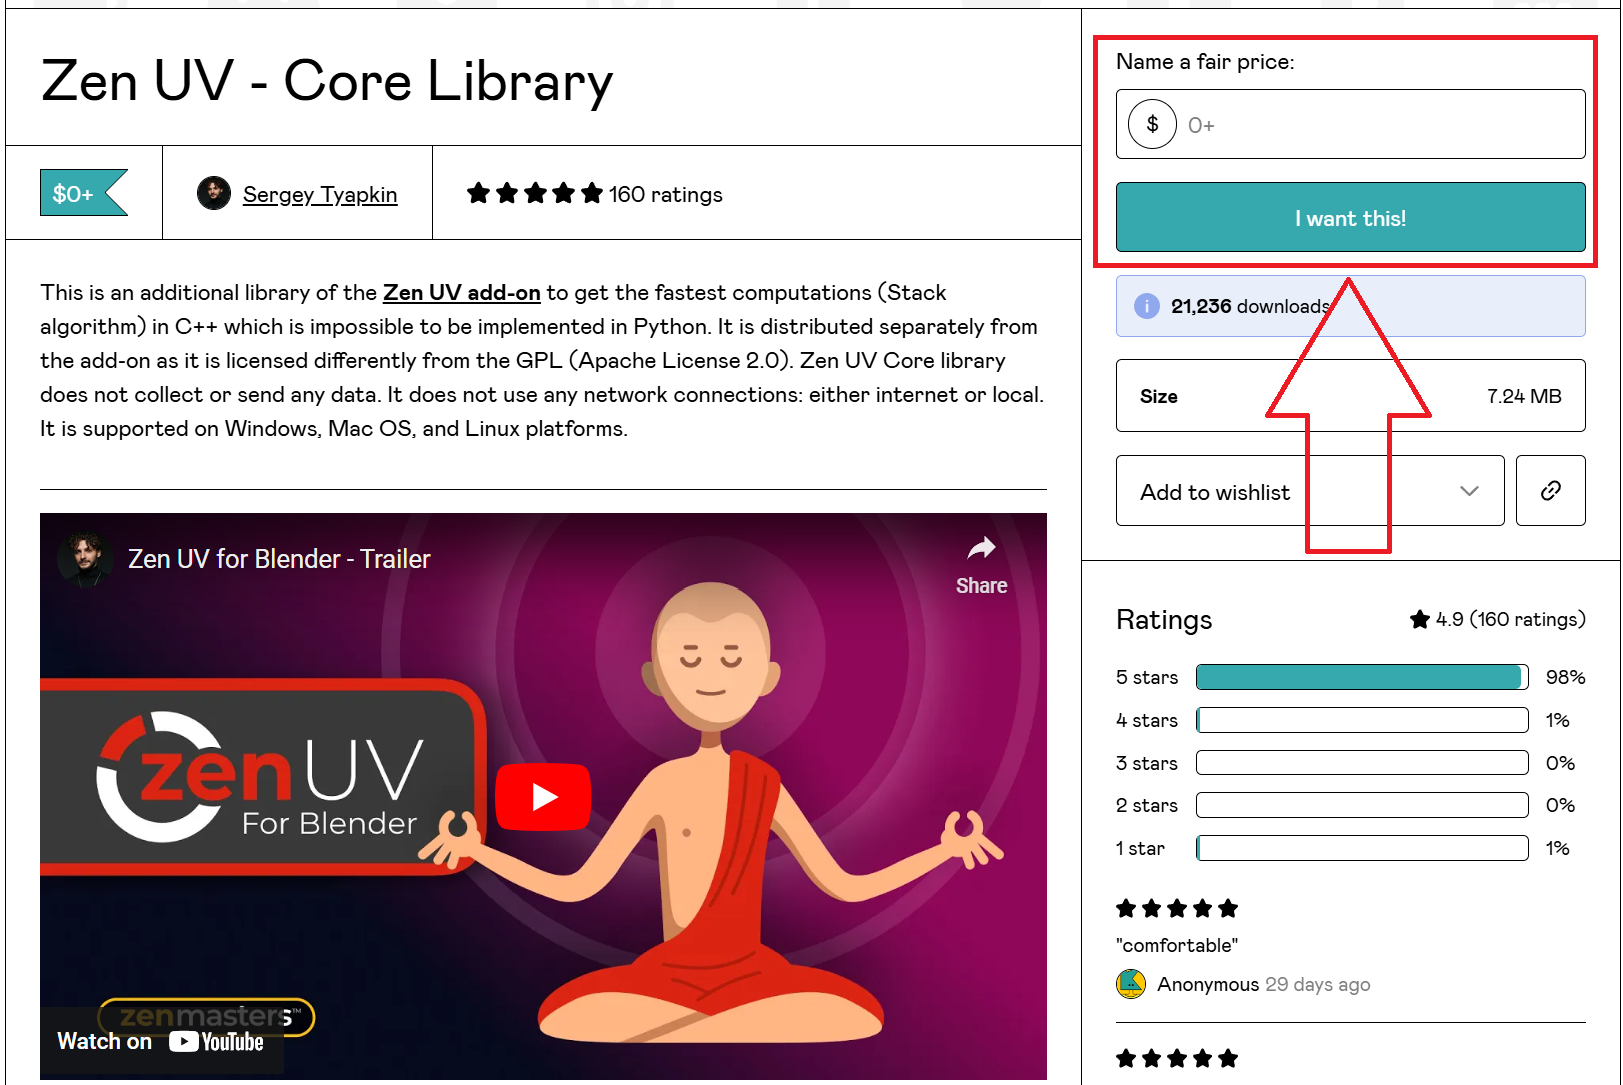 Zen UV - Core Library
$0+
Sergey Tyapkin
160 ratings
This is an additional library of the Zen UV add-on to get the fastest computations (Stack
algorithm) in C++ which is impossible to be implemented in Python. It is distributed separately from
the add-on as it is licensed differently from the GPL (Apache License 2.0). Zen UV Core library
does not collect or send any data. It does not use any network connections: either internet or local.
It is supported on Windows, Mac OS, and Linux platforms.
Zen UV for Blender - Trailer
Share
zen UV
For Blender
zenmasters™
Watch on YouTube
Name a fair price:
$ 0+
I want this!
21,236 downloads
Size 7.24 MB
Add to wishlist
Ratings 4.9 (160 ratings)
5 stars 98%
4 stars 1%
3 stars 0%
2 stars 0%
1 star 1%
"comfortable"
Anonymous 29 days ago